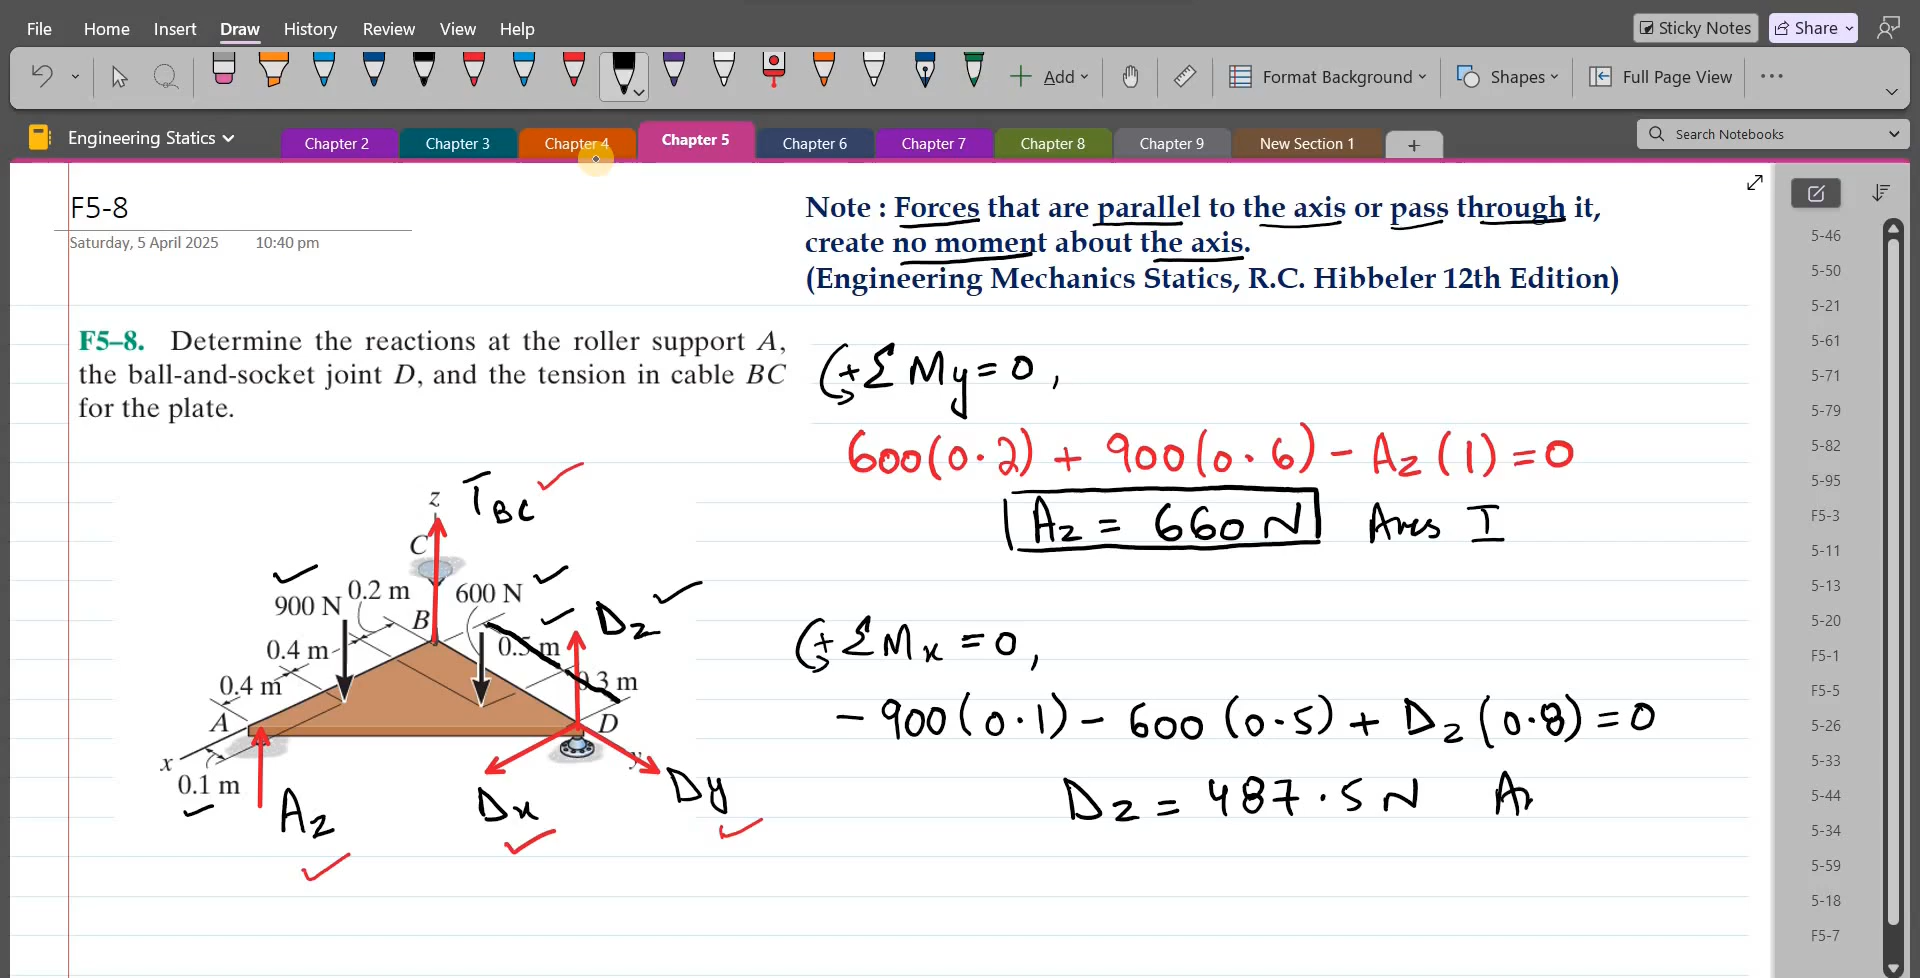 File Home Insert Draw History Review View Help
Sticky Notes Share
Add Format Background Shapes Full Page View
Engineering Statics Chapter 2 Chapter 3 Chapter 4 Chapter 5 Chapter 6 Chapter 7 Chapter 8 Chapter 9 New Section 1 +
Search Notebooks
F5-8
Saturday, 5 April 2025 10:40 pm
Note : Forces that are parallel to the axis or pass through it,
create no moment about the axis.
(Engineering Mechanics Statics, R.C. Hibbeler 12th Edition)
F5–8. Determine the reactions at the roller support A,
the ball-and-socket joint D, and the tension in cable BC
for the plate.
z
T BC
C
900 N
0.2 m
600 N
B
Dz
0.4 m
0.5 m
0.4 m
0.3 m
A
D
x
y
0.1 m
Az
Dx
Dy
(+ΣMy = 0,
600(0.2) + 900(0.6) - Az(1) = 0
Az = 660 N Ans I
(+ΣMx = 0,
- 900(0.1) - 600(0.5) + Dz(0.8) = 0
Dz = 487.5 N An
5-46
5-50
5-21
5-61
5-71
5-79
5-82
5-95
F5-3
5-11
5-13
5-20
F5-1
F5-5
5-26
5-33
5-44
5-34
5-59
5-18
F5-7